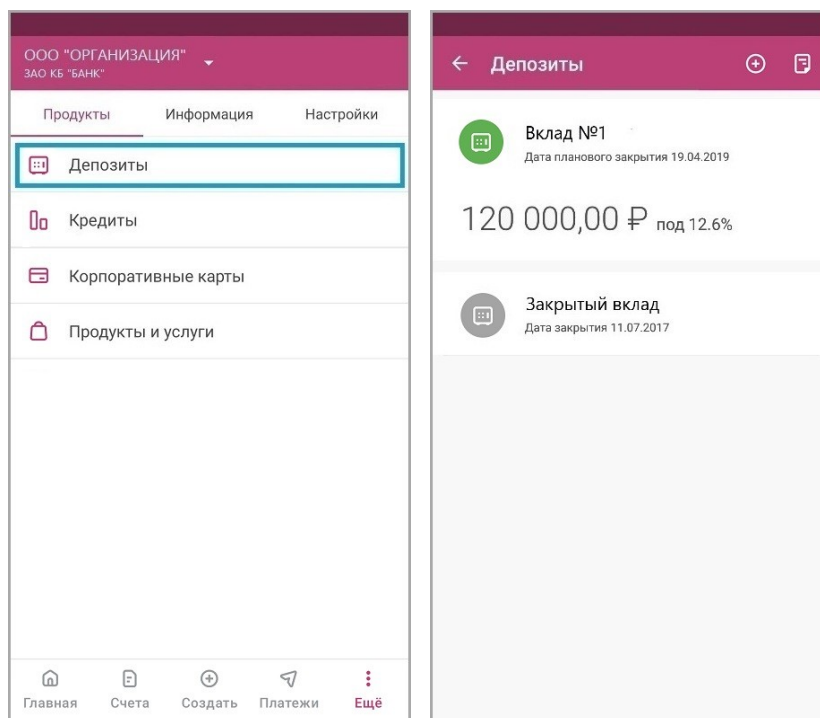 ООО "ОРГАНИЗАЦИЯ"
ЗАО КБ "БАНК"
Продукты Информация Настройки
Депозиты
Кредиты
Корпоративные карты
Продукты и услуги
Главная Счета Создать Платежи Ещё
Депозиты
Вклад №1
Дата планового закрытия 19.04.2019
120 000,00 ₽ под 12.6%
Закрытый вклад
Дата закрытия 11.07.2017